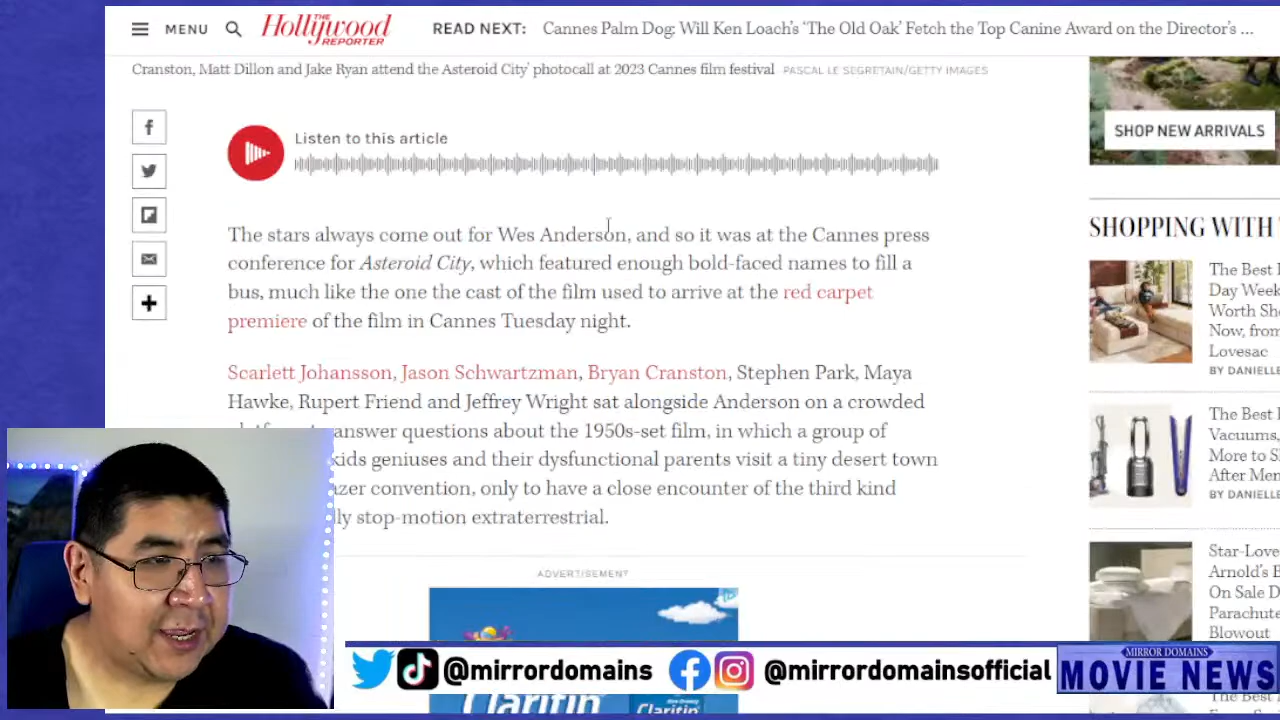 MENU
THE
Hollywood
REPORTER
READ NEXT: Cannes Palm Dog: Will Ken Loach's 'The Old Oak' Fetch the Top Canine Award on the Director's ...
Cranston, Matt Dillon and Jake Ryan attend the Asteroid City' photocall at 2023 Cannes film festival PASCAL LE SEGRETAIN/GETTY IMAGES
Listen to this article
The stars always come out for Wes Anderson, and so it was at the Cannes press
conference for Asteroid City, which featured enough bold-faced names to fill a
bus, much like the one the cast of the film used to arrive at the red carpet
premiere of the film in Cannes Tuesday night.
Scarlett Johansson, Jason Schwartzman, Bryan Cranston, Stephen Park, Maya
Hawke, Rupert Friend and Jeffrey Wright sat alongside Anderson on a crowded
answer questions about the 1950s-set film, in which a group of
kids geniuses and their dysfunctional parents visit a tiny desert town
azer convention, only to have a close encounter of the third kind
ly stop-motion extraterrestrial.
ADVERTISEMENT
Claritin
Claritin
SHOP NEW ARRIVALS
SHOPPING WITH
The Best
Day Week
Worth Sh
Now, from
Lovesac
BY DANIELLE
The Best
Vacuums,
More to S
After Mem
BY DANIELLE
Star-Love
Arnold's B
On Sale D
Parachute
Blowout
The Best
@mirrordomains
@mirrordomainsofficial
MIRROR DOMAINS
MOVIE NEWS